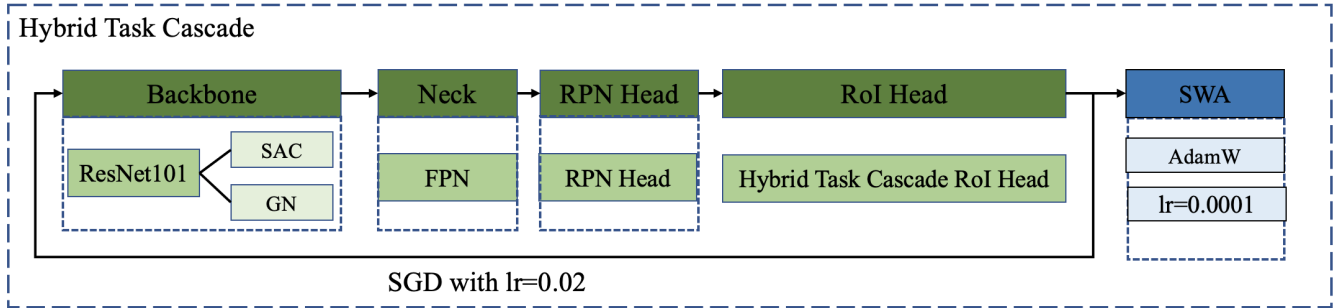 Hybrid Task Cascade
Backbone
Neck
RPN Head
RoI Head
SWA
ResNet101
SAC
GN
FPN
RPN Head
Hybrid Task Cascade RoI Head
AdamW
lr=0.0001
SGD with lr=0.02